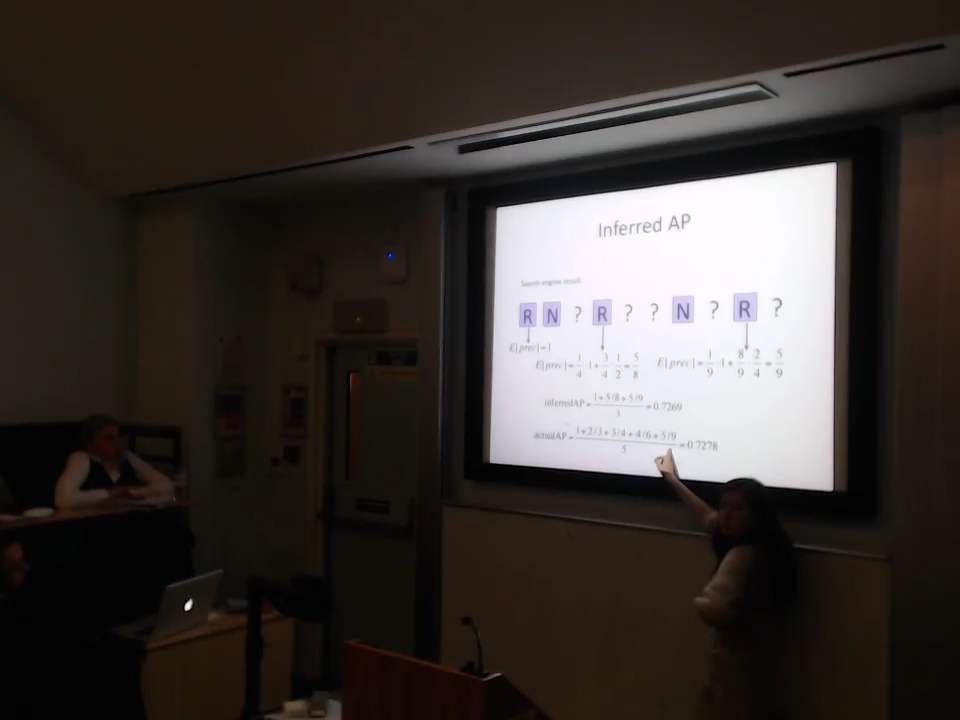 Inferred AP
Search engine result:
R N ? R ? ? N ? R ?
E[prec]=1
E[prec]=1/4·1+3/4·1/2=5/8
E[prec]=1/9·1+8/9·2/4=5/9
inferredAP=(1+5/8+5/9)/3=0.7269
actualAP=(1+2/3+3/4+4/6+5/9)/5=0.7278